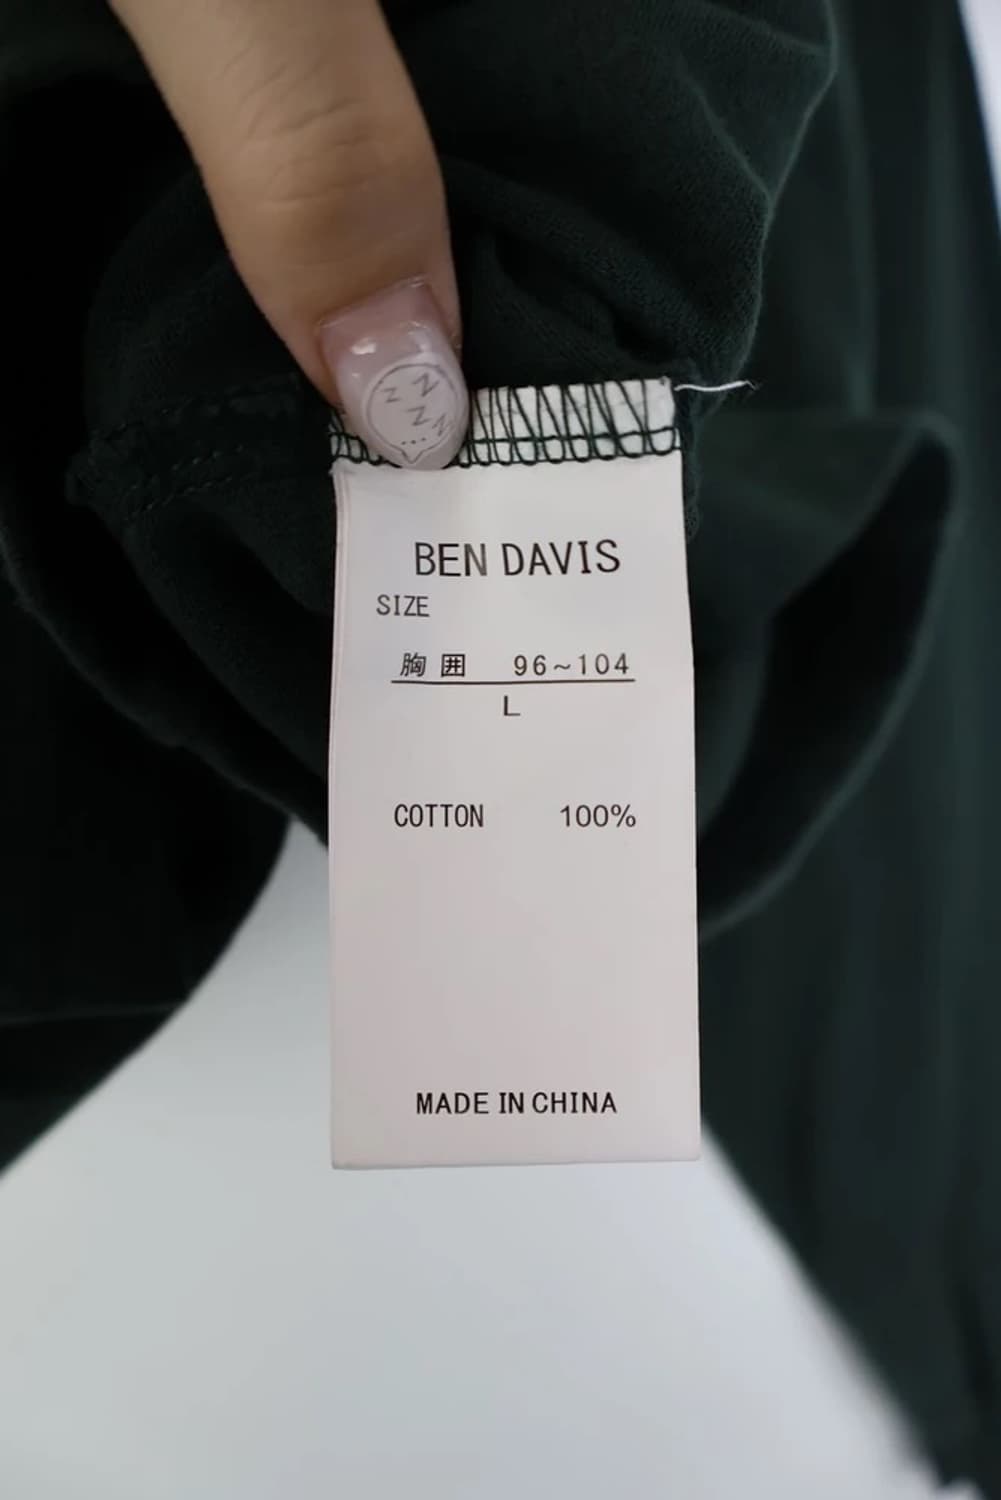 Z Z
Z Z
...
BEN DAVIS
SIZE
胸囲 96~104
L
COTTON 100%
MADE IN CHINA